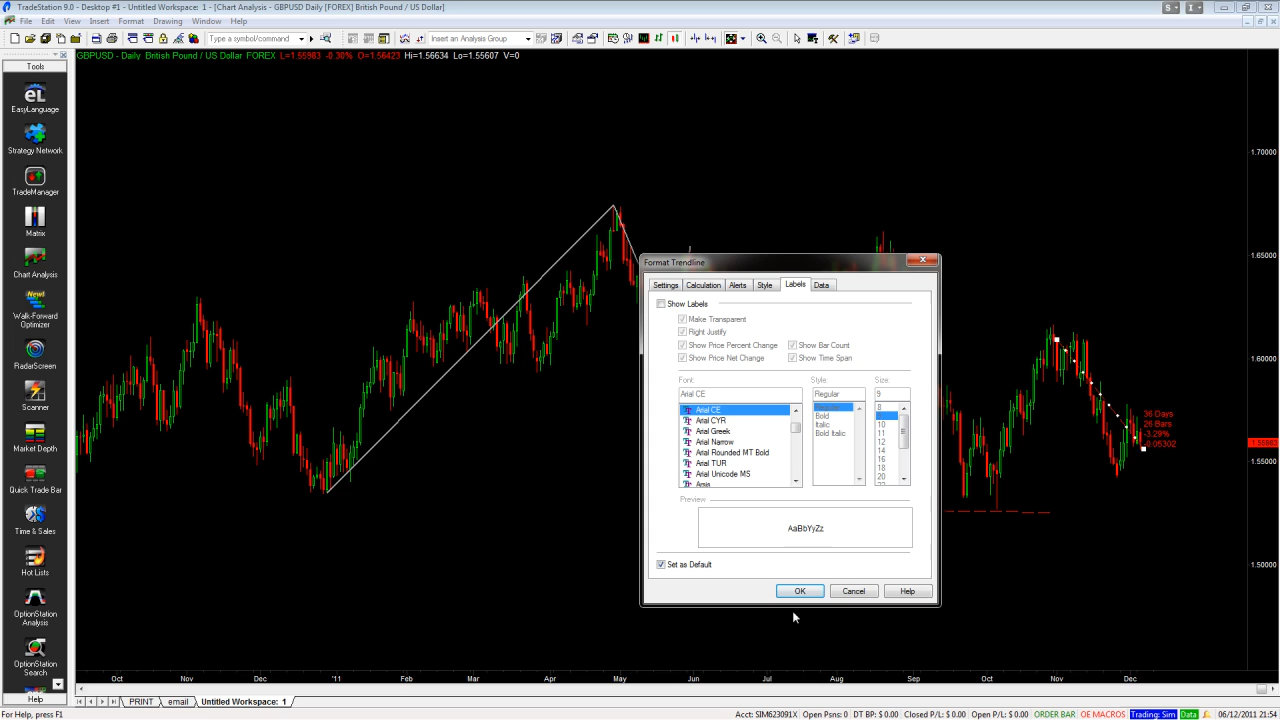 TradeStation 9.0 - Desktop #1 - Untitled Workspace: 1 - [Chart Analysis - GBPUSD Daily [FOREX] British Pound / US Dollar]
File Edit View Insert Format Drawing Window Help
Type a symbol/command
Insert an Analysis Group
Tools
GBPUSD - Daily British Pound / US Dollar FOREX L=1.55983 -0.30% O=1.56423 Hi=1.56634 Lo=1.55607 V=0
EasyLanguage
Strategy Network
TradeManager
Matrix
Chart Analysis
New!
Walk-Forward
Optimizer
RadarScreen
Scanner
Market Depth
Quick Trade Bar
Time & Sales
Hot Lists
OptionStation
Analysis
OptionStation
Search
Help
1.70000
1.65000
1.60000
1.55983
1.55000
1.50000
36 Days
26 Bars
-3.29%
-0.05302
Format Trendline
Settings Calculation Alerts Style Labels Data
Show Labels
Make Transparent
Right Justify
Show Price Percent Change Show Bar Count
Show Price Net Change Show Time Span
Font: Style: Size:
Arial CE Regular 9
Arial CE
Arial CYR
Arial Greek
Arial Narrow
Arial Rounded MT Bold
Arial TUR
Arial Unicode MS
Regular
Bold
Italic
Bold Italic
8
10
11
12
14
16
18
20
Preview
AaBbYyZz
Set as Default
OK Cancel Help
Oct Nov Dec '11 Feb Mar Apr May Jun Jul Aug Sep Oct Nov Dec
PRINT email Untitled Workspace: 1
For Help, press F1
Acct: SIM623091X Open Psns: 0 DT BP: $ 0.00 Closed P/L: $ 0.00 Open P/L: $ 0.00 ORDER BAR OE MACROS Trading: Sim Data 06/12/2011 21:54